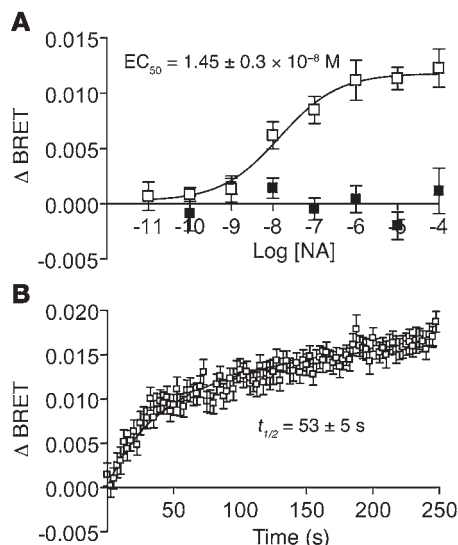 A
0.015
EC50 = 1.45 ± 0.3 × 10⁻⁸ M
0.010
Δ BRET
0.005
0.000
-11 -10 -9 -8 -7 -6 -5 -4
Log [NA]
-0.005
B
0.020
0.015
Δ BRET
0.010
0.005
t1/2 = 53 ± 5 s
0.000
50 100 150 200 250
-0.005
Time (s)